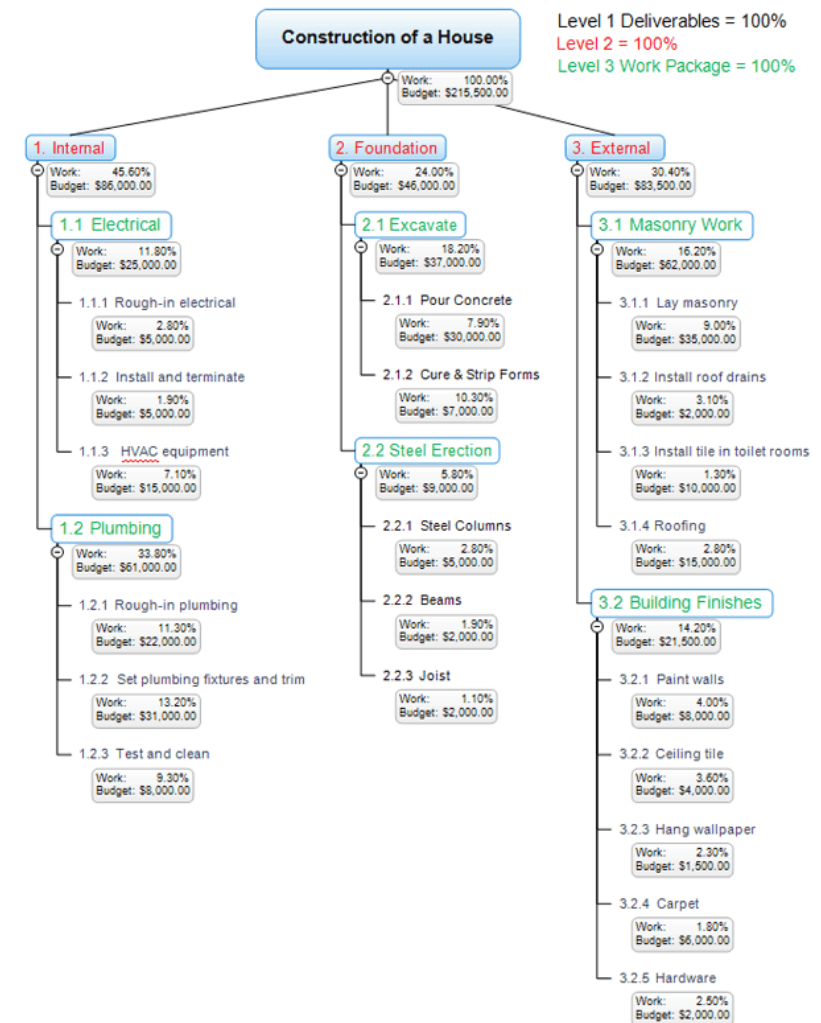 Construction of a House
Level 1 Deliverables = 100%
Level 2 = 100%
Level 3 Work Package = 100%
Work: 100.00%
Budget: $215,500.00
1. Internal
Work: 45.60%
Budget: $86,000.00
1.1 Electrical
Work: 11.80%
Budget: $25,000.00
1.1.1 Rough-in electrical
Work: 2.80%
Budget: $5,000.00
1.1.2 Install and terminate
Work: 1.90%
Budget: $5,000.00
1.1.3 HVAC equipment
Work: 7.10%
Budget: $15,000.00
1.2 Plumbing
Work: 33.80%
Budget: $61,000.00
1.2.1 Rough-in plumbing
Work: 11.30%
Budget: $22,000.00
1.2.2 Set plumbing fixtures and trim
Work: 13.20%
Budget: $31,000.00
1.2.3 Test and clean
Work: 9.30%
Budget: $8,000.00
2. Foundation
Work: 24.00%
Budget: $46,000.00
2.1 Excavate
Work: 18.20%
Budget: $37,000.00
2.1.1 Pour Concrete
Work: 7.90%
Budget: $30,000.00
2.1.2 Cure & Strip Forms
Work: 10.30%
Budget: $7,000.00
2.2 Steel Erection
Work: 5.80%
Budget: $9,000.00
2.2.1 Steel Columns
Work: 2.80%
Budget: $5,000.00
2.2.2 Beams
Work: 1.90%
Budget: $2,000.00
2.2.3 Joist
Work: 1.10%
Budget: $2,000.00
3. External
Work: 30.40%
Budget: $83,500.00
3.1 Masonry Work
Work: 16.20%
Budget: $62,000.00
3.1.1 Lay masonry
Work: 9.00%
Budget: $35,000.00
3.1.2 Install roof drains
Work: 3.10%
Budget: $2,000.00
3.1.3 Install tile in toilet rooms
Work: 1.30%
Budget: $10,000.00
3.1.4 Roofing
Work: 2.80%
Budget: $15,000.00
3.2 Building Finishes
Work: 14.20%
Budget: $21,500.00
3.2.1 Paint walls
Work: 4.00%
Budget: $8,000.00
3.2.2 Ceiling tile
Work: 3.60%
Budget: $4,000.00
3.2.3 Hang wallpaper
Work: 2.30%
Budget: $1,500.00
3.2.4 Carpet
Work: 1.80%
Budget: $6,000.00
3.2.5 Hardware
Work: 2.50%
Budget: $2,000.00